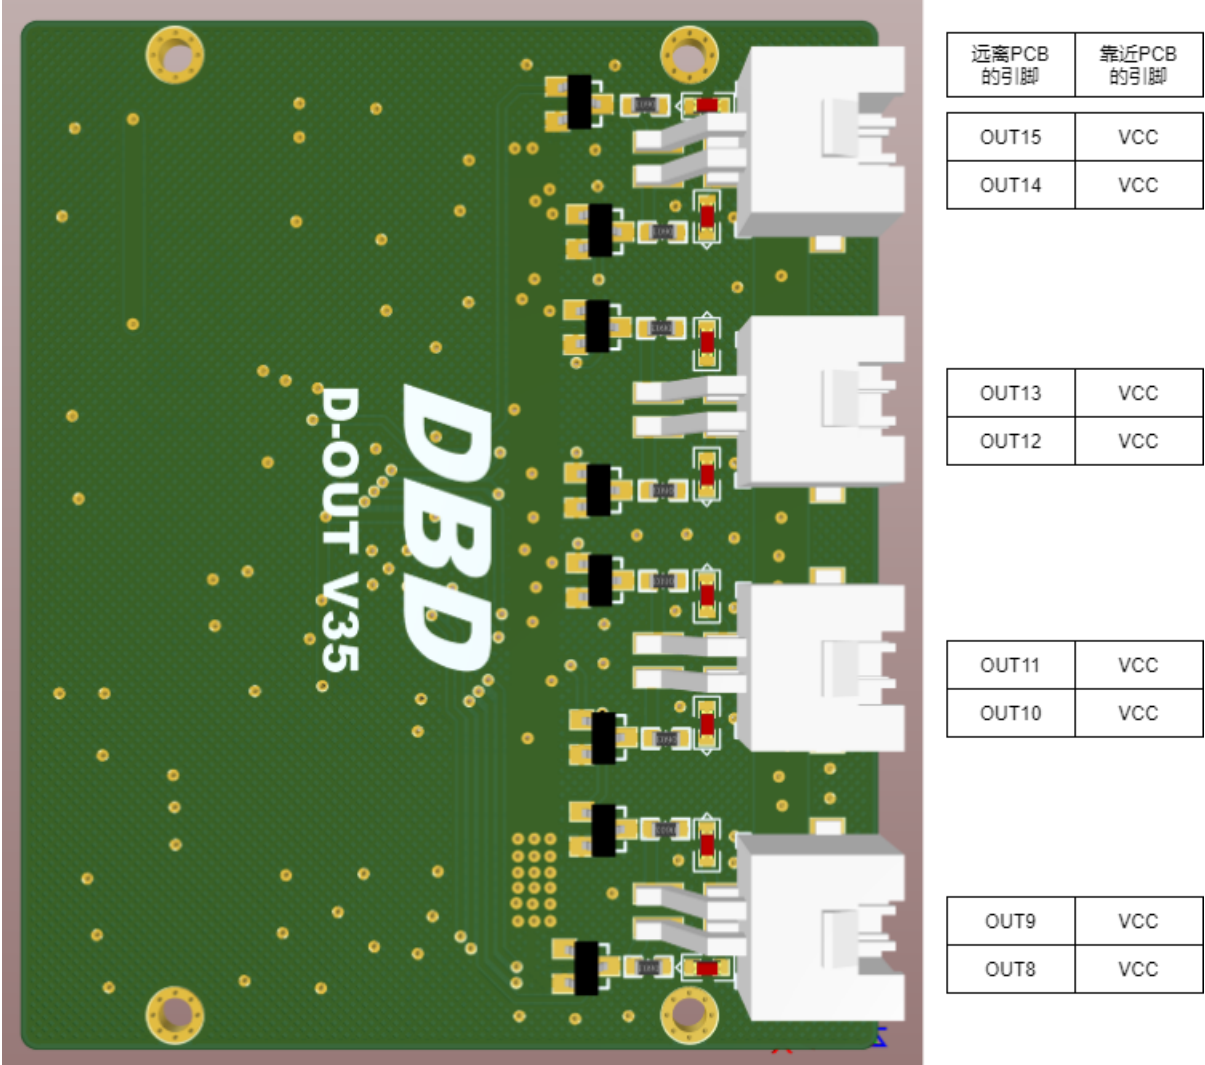 远离PCB
的引脚
靠近PCB
的引脚
OUT15 VCC
OUT14 VCC
OUT13 VCC
OUT12 VCC
OUT11 VCC
OUT10 VCC
OUT9 VCC
OUT8 VCC
DBD
D-OUT V35
Z